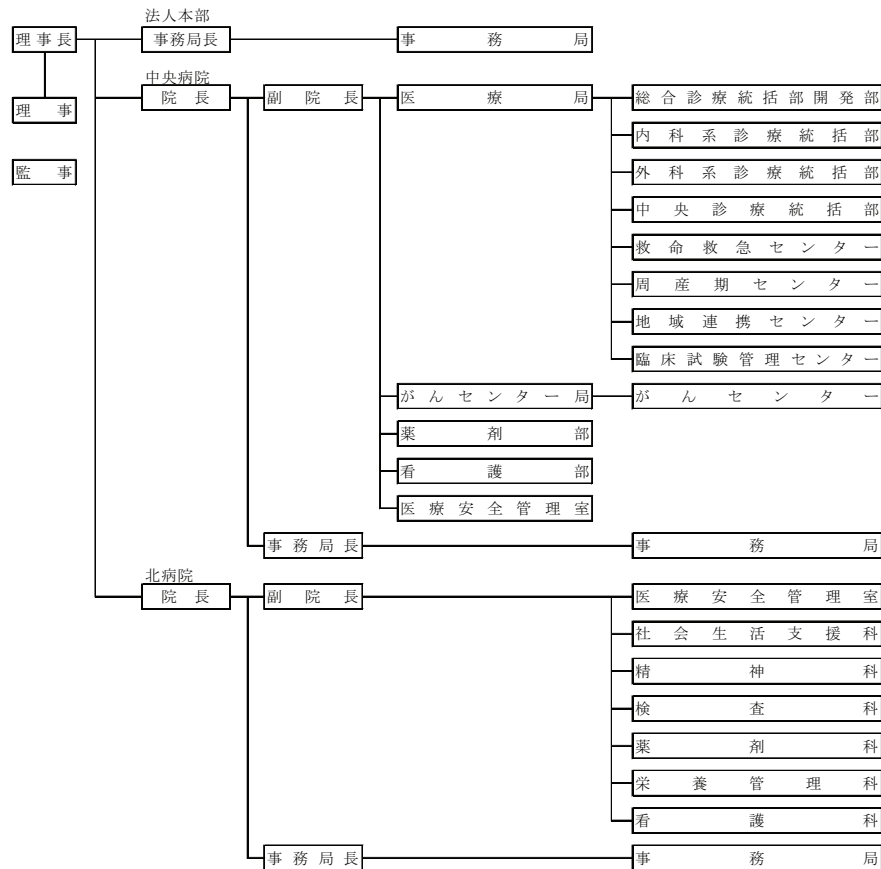 法人本部
理事長 事務局長 事務局
中央病院
院長 副院長 医療局 総合診療統括部開発部
理事 内科系診療統括部
監事 外科系診療統括部
中央診療統括部
救命救急センター
周産期センター
地域連携センター
臨床試験管理センター
がんセンター局 がんセンター
薬剤部
看護部
医療安全管理室
事務局長 事務局
北病院
院長 副院長 医療安全管理室
社会生活支援科
精神科
検査科
薬剤科
栄養管理科
看護科
事務局長 事務局